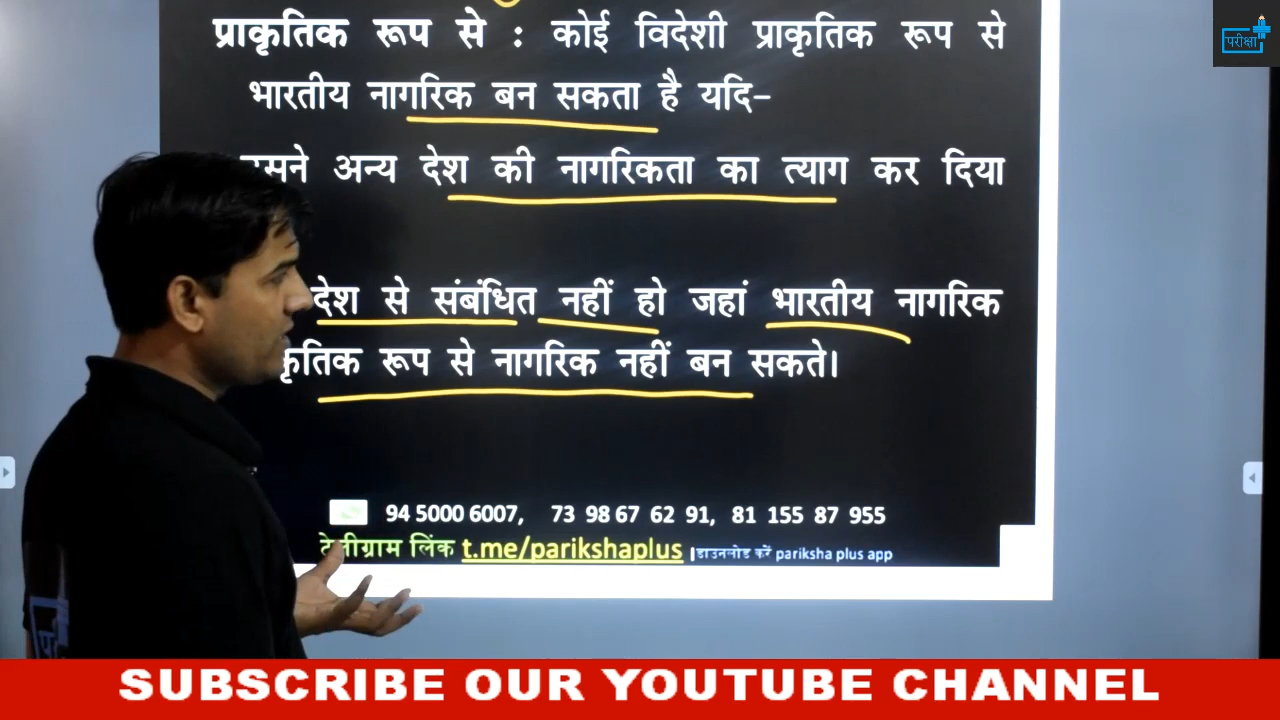 परीक्षा
प्राकृतिक रूप से : कोई विदेशी प्राकृतिक रूप से
भारतीय नागरिक बन सकता है यदि–
अन्य देश की नागरिकता का त्याग कर दिया
देश से संबंधित नहीं हो जहां भारतीय नागरिक
रूप से नागरिक नहीं बन सकते।
94 5000 6007, 73 98 67 62 91, 81 155 87 955
टेलीग्राम लिंक t.me/parikshaplus |डाउनलोड करें pariksha plus app
SUBSCRIBE OUR YOUTUBE CHANNEL